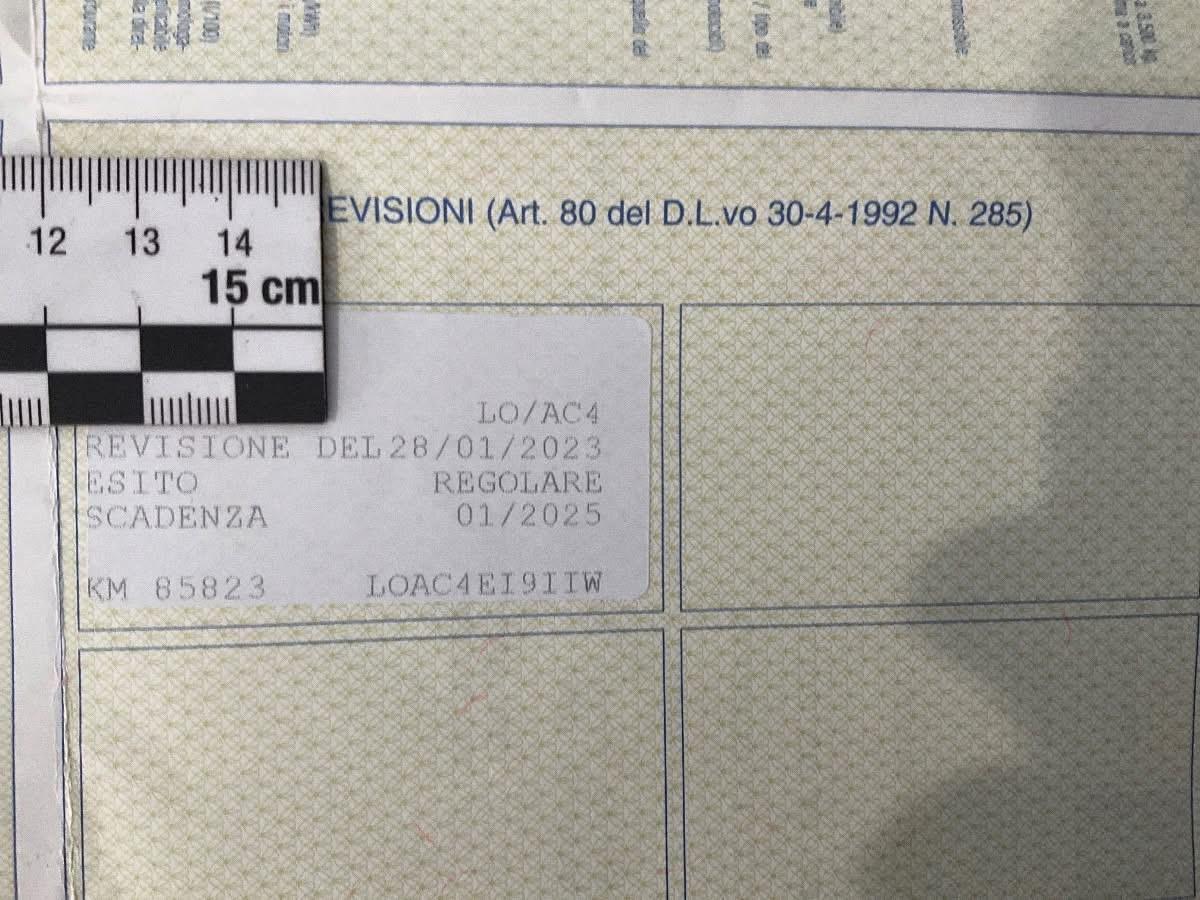 12 13 14
15 cm
EVISIONI (Art. 80 del D.L.vo 30-4-1992 N. 285)
LO/AC4
REVISIONE DEL28/01/2023
ESITO REGOLARE
SCADENZA 01/2025
KM 85823 LOAC4EI9IIW